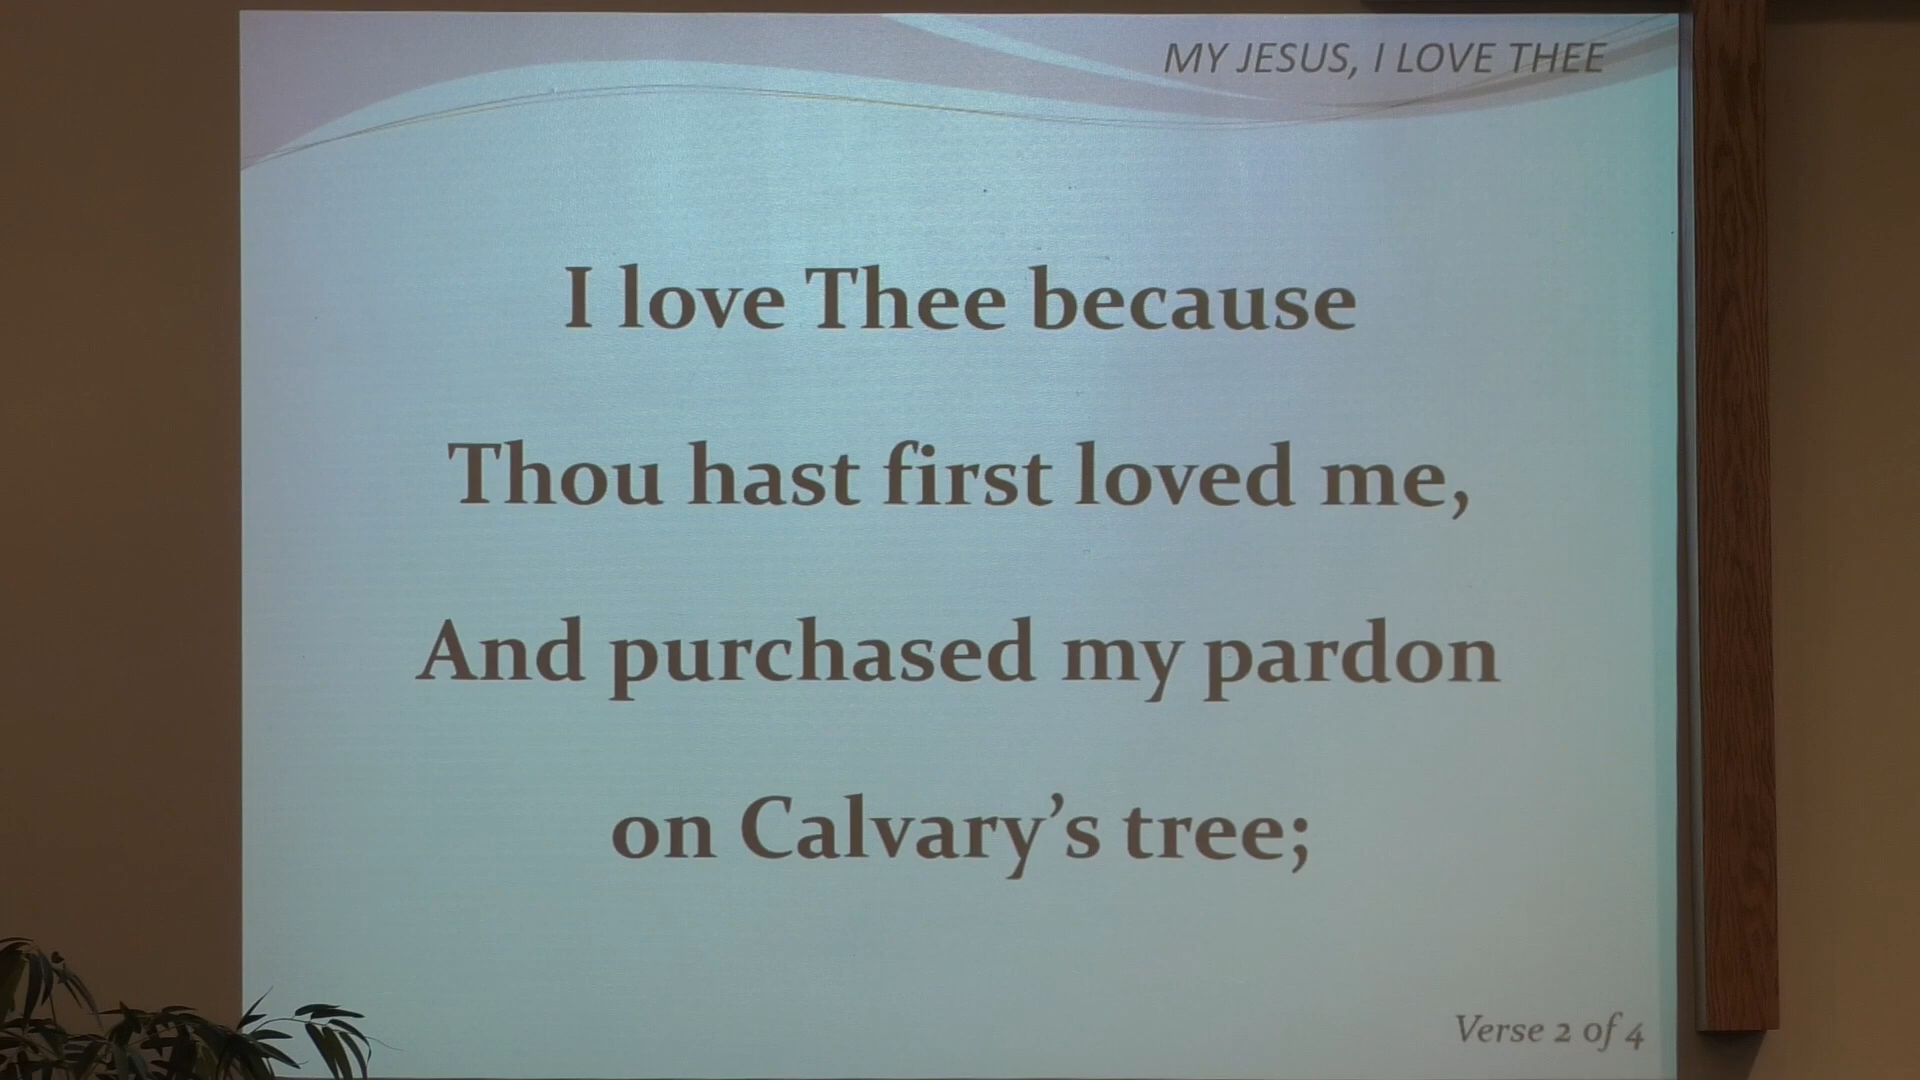 MY JESUS, I LOVE THEE
I love Thee because
Thou hast first loved me,
And purchased my pardon
on Calvary’s tree;
Verse 2 of 4